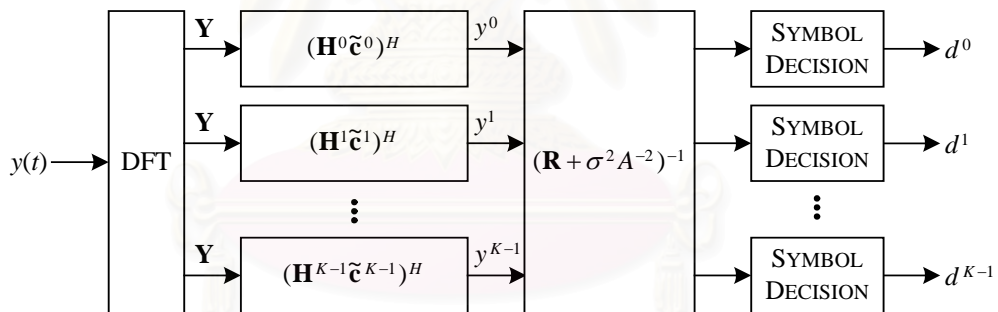 Y (H⁰c̃⁰)ᴴ y⁰ SYMBOL DECISION d⁰
Y (H¹c̃¹)ᴴ y¹ SYMBOL DECISION d¹
y(t) DFT (R + σ²A⁻²)⁻¹
Y (Hᴷ⁻¹c̃ᴷ⁻¹)ᴴ yᴷ⁻¹ SYMBOL DECISION dᴷ⁻¹